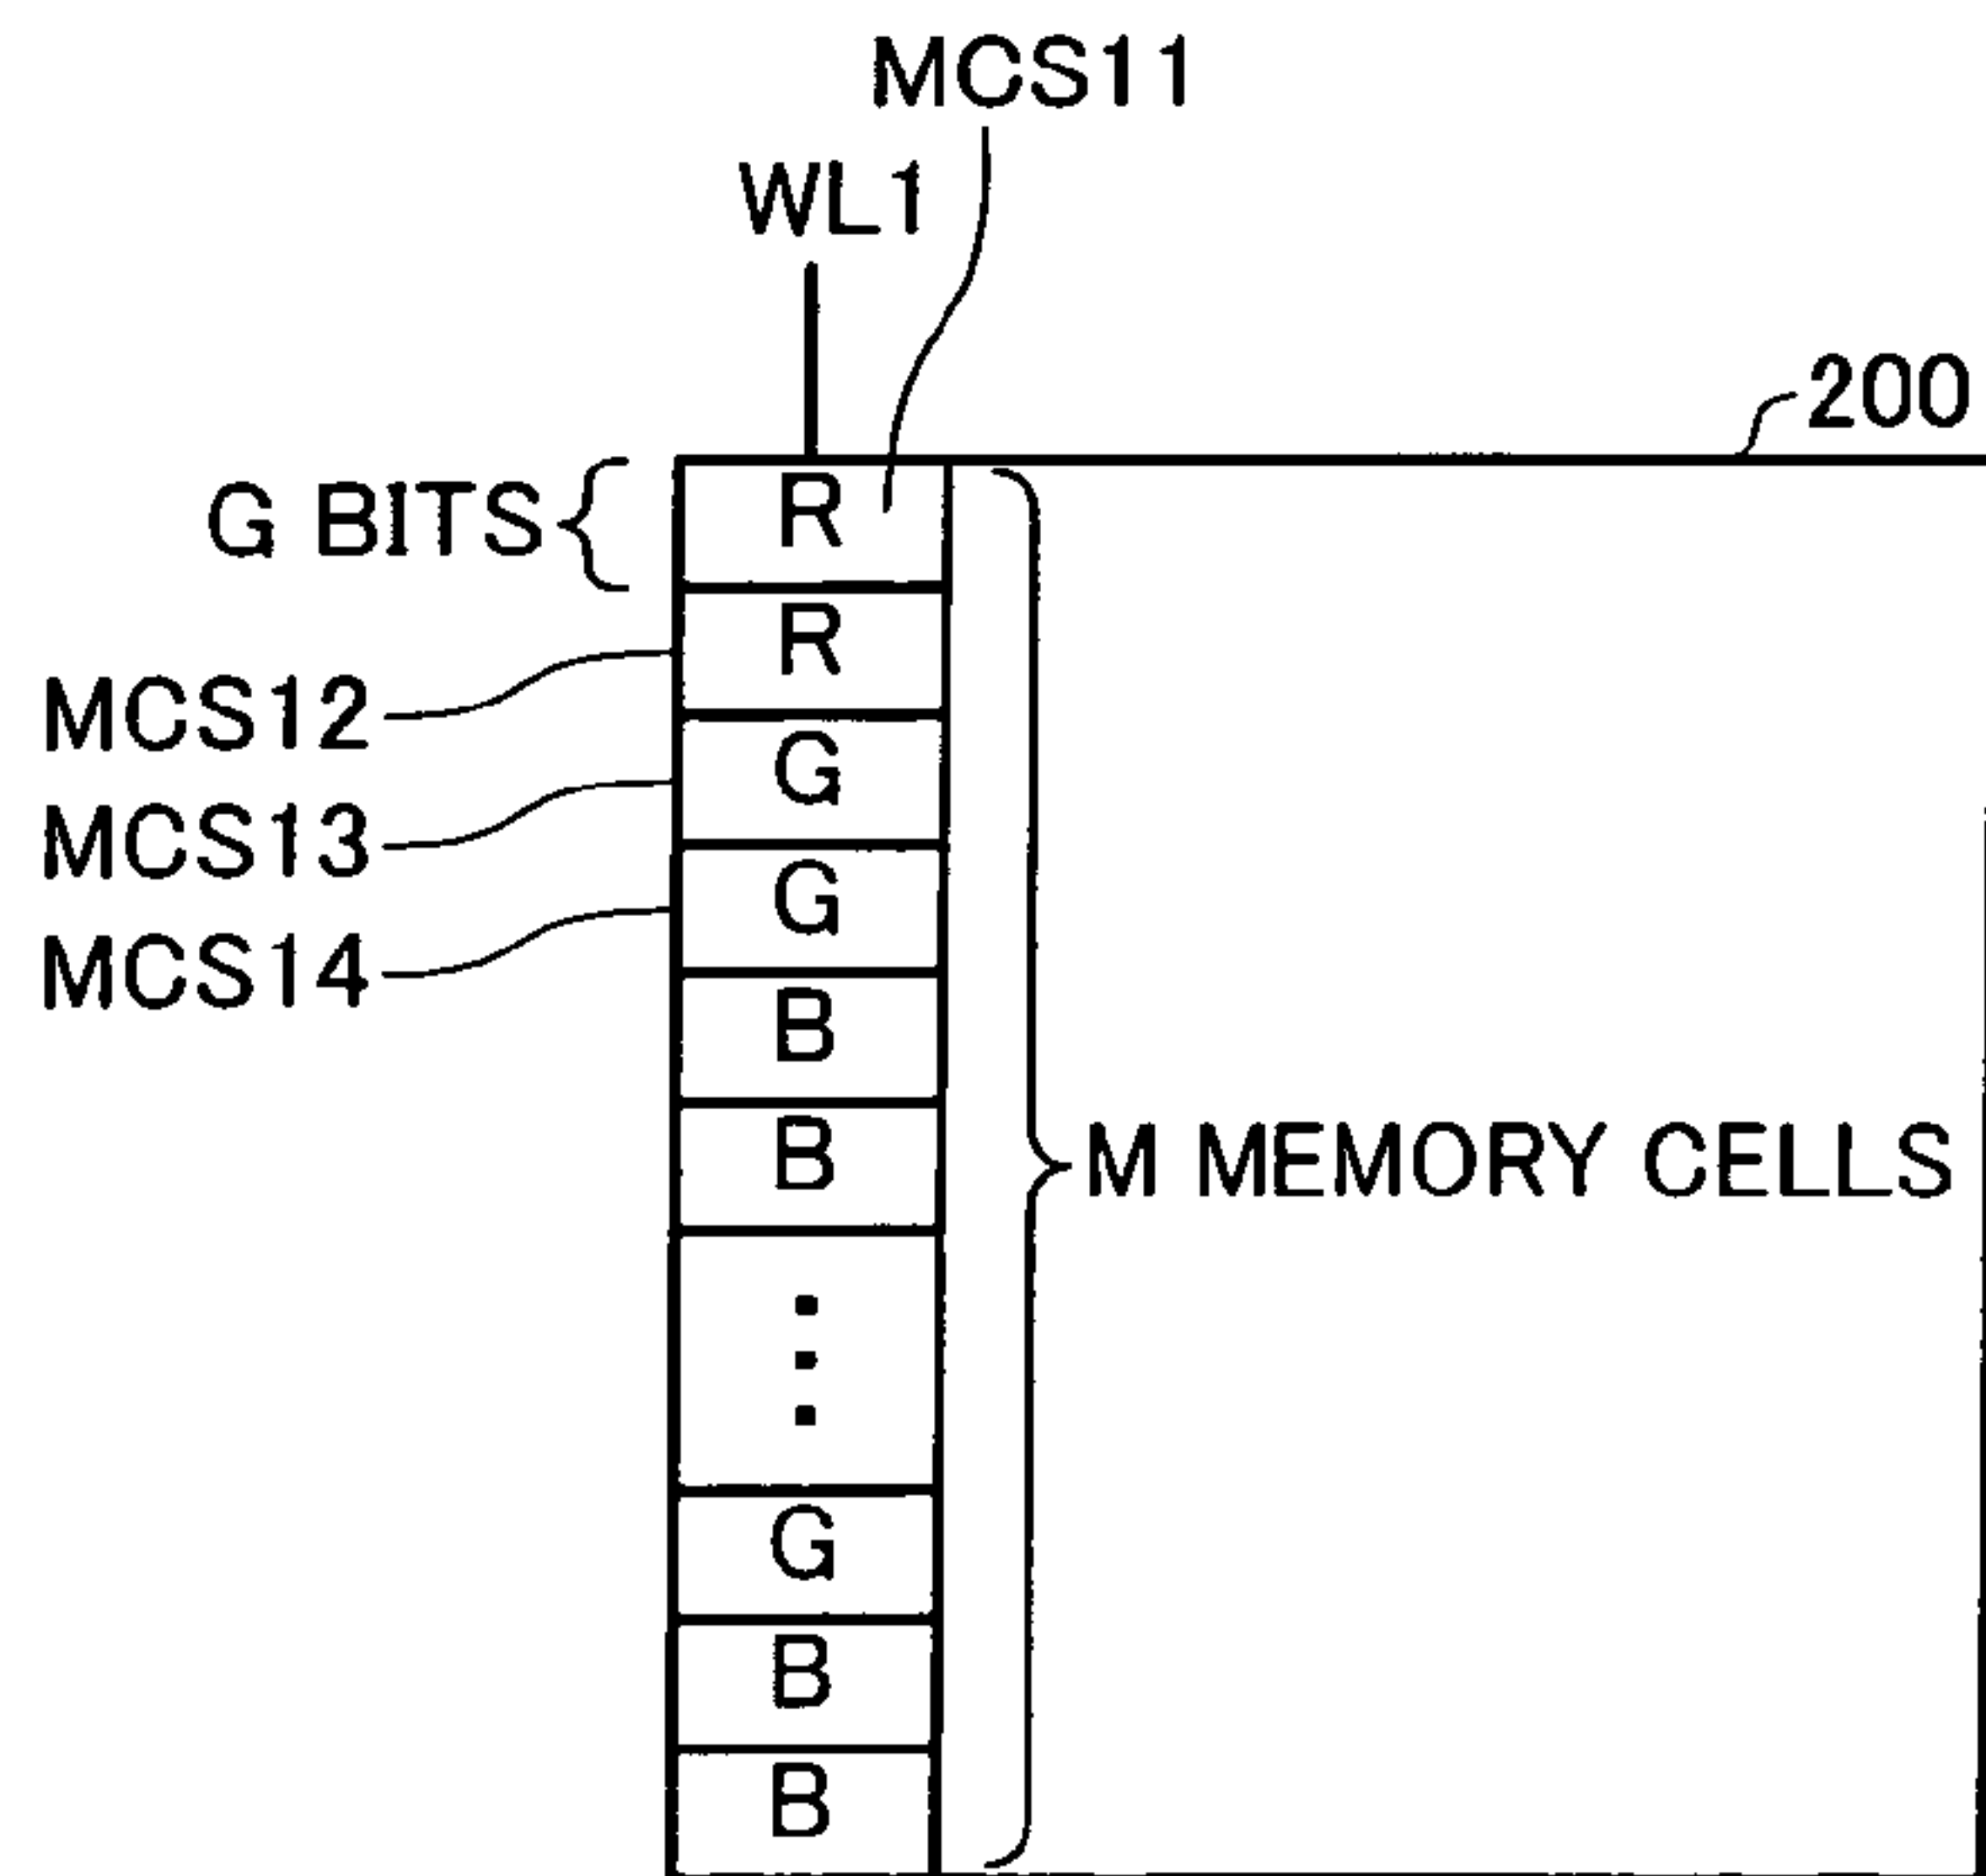 MCS11
WL1
200
G BITS
R
R
MCS12
G
MCS13
G
MCS14
B
B
M MEMORY CELLS
G
B
B